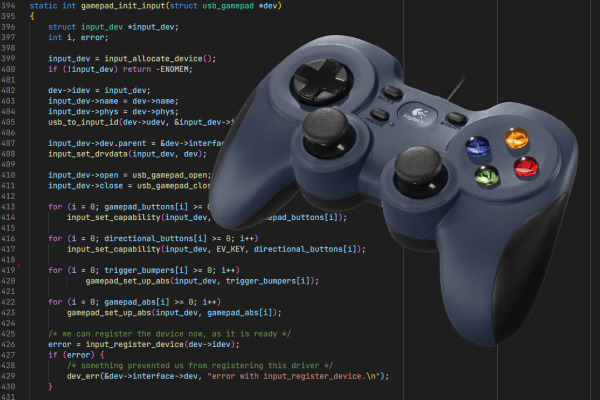 394 static int gamepad_init_input(struct usb_gamepad *dev)
395 {
396 struct input_dev *input_dev;
397 int i, error;
398
399 input_dev = input_allocate_device();
400 if (!input_dev) return -ENOMEM;
401
402 dev->idev = input_dev;
403 input_dev->name = dev->name;
404 input_dev->phys = dev->phys;
405 usb_to_input_id(dev->udev, &input_dev->
406
407 input_dev->dev.parent = &dev->interface
408 input_set_drvdata(input_dev, dev);
409
410 input_dev->open = usb_gamepad_open;
411 input_dev->close = usb_gamepad_clos
412
413 for (i = 0; gamepad_buttons[i] >=
414 input_set_capability(input_dev, epad_buttons[i]);
415
416 for (i = 0; directional_buttons[i] >= 0; i++)
417 input_set_capability(input_dev, EV_KEY, directional_buttons[i]);
418
419 for (i = 0; trigger_bumpers[i] >= 0; i++)
420 gamepad_set_up_abs(input_dev, trigger_bumpers[i]);
421
422 for (i = 0; gamepad_abs[i] >= 0; i++)
423 gamepad_set_up_abs(input_dev, gamepad_abs[i]);
424
425 /* we can register the device now, as it is ready */
426 error = input_register_device(dev->idev);
427 if (error) {
428 /* something prevented us from registering this driver */
429 dev_err(&dev->interface->dev, "error with input_register_device.\n");
430 }
431
Logitech